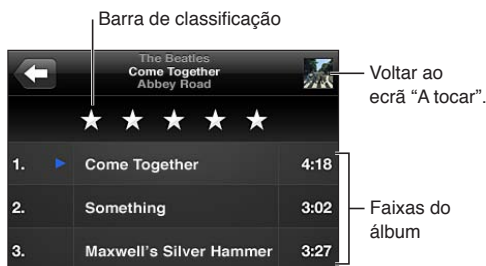 Barra de classificação
The Beatles
Come Together
Abbey Road
Voltar ao
ecrã “A tocar”.
1. Come Together 4:18
2. Something 3:02
3. Maxwell's Silver Hammer 3:27
Faixas do
álbum